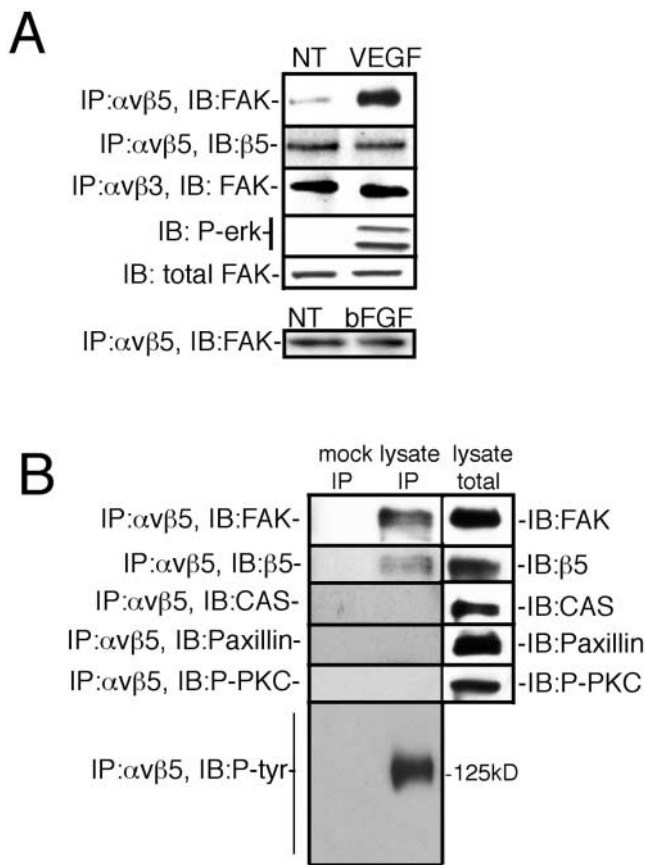 A
NT VEGF
IP:αvβ5, IB:FAK-
IP:αvβ5, IB:β5-
IP:αvβ3, IB: FAK-
IB: P-erk-
IB: total FAK-
NT bFGF
IP:αvβ5, IB:FAK-
B
mock lysate lysate
IP IP total
IP:αvβ5, IB:FAK- -IB:FAK
IP:αvβ5, IB:β5- -IB:β5
IP:αvβ5, IB:CAS- -IB:CAS
IP:αvβ5, IB:Paxillin- -IB:Paxillin
IP:αvβ5, IB:P-PKC- -IB:P-PKC
IP:αvβ5, IB:P-tyr- -125kD